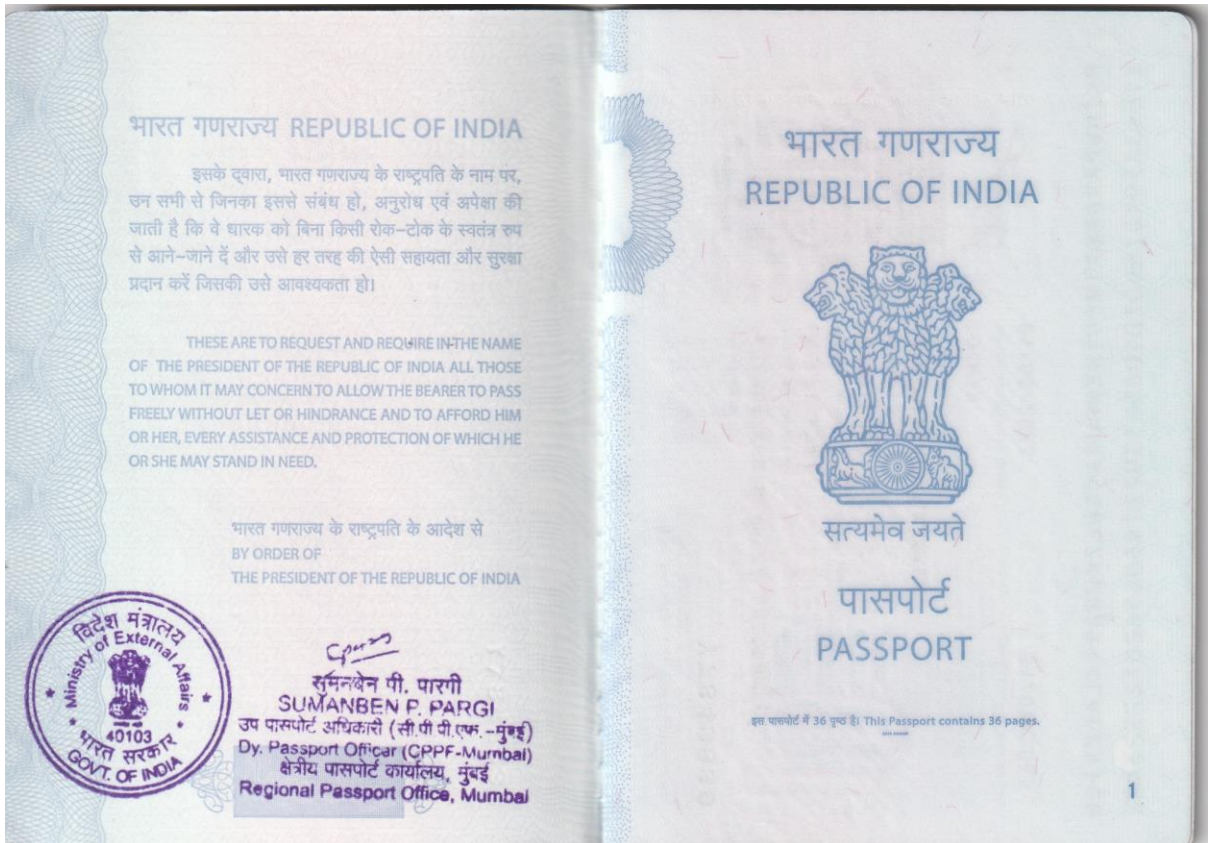 भारत गणराज्य REPUBLIC OF INDIA
इसके द्वारा, भारत गणराज्य के राष्ट्रपति के नाम पर,
उन सभी से जिनका इससे संबंध हो, अनुरोध एवं अपेक्षा की
जाती है कि वे धारक को बिना किसी रोक-टोक के स्वतंत्र रुप
से आने-जाने दें और उसे हर तरह की ऐसी सहायता और सुरक्षा
प्रदान करें जिसकी उसे आवश्यकता हो।
THESE ARE TO REQUEST AND REQUIRE IN THE NAME
OF THE PRESIDENT OF THE REPUBLIC OF INDIA ALL THOSE
TO WHOM IT MAY CONCERN TO ALLOW THE BEARER TO PASS
FREELY WITHOUT LET OR HINDRANCE AND TO AFFORD HIM
OR HER, EVERY ASSISTANCE AND PROTECTION OF WHICH HE
OR SHE MAY STAND IN NEED.
भारत गणराज्य के राष्ट्रपति के आदेश से
BY ORDER OF
THE PRESIDENT OF THE REPUBLIC OF INDIA
विदेश मंत्रालय
Ministry of External Affairs
40103
भारत सरकार
GOVT. OF INDIA
सुमनबेन पी. पारगी
SUMANBEN P. PARGI
उप पासपोर्ट अधिकारी (सी.पी.पी.एफ. -मुंबई)
Dy. Passport Officer (CPPF-Mumbai)
क्षेत्रीय पासपोर्ट कार्यालय, मुंबई
Regional Passport Office, Mumbai
भारत गणराज्य
REPUBLIC OF INDIA
सत्यमेव जयते
पासपोर्ट
PASSPORT
इस पासपोर्ट में 36 पृष्ठ हैं। This Passport contains 36 pages.
1